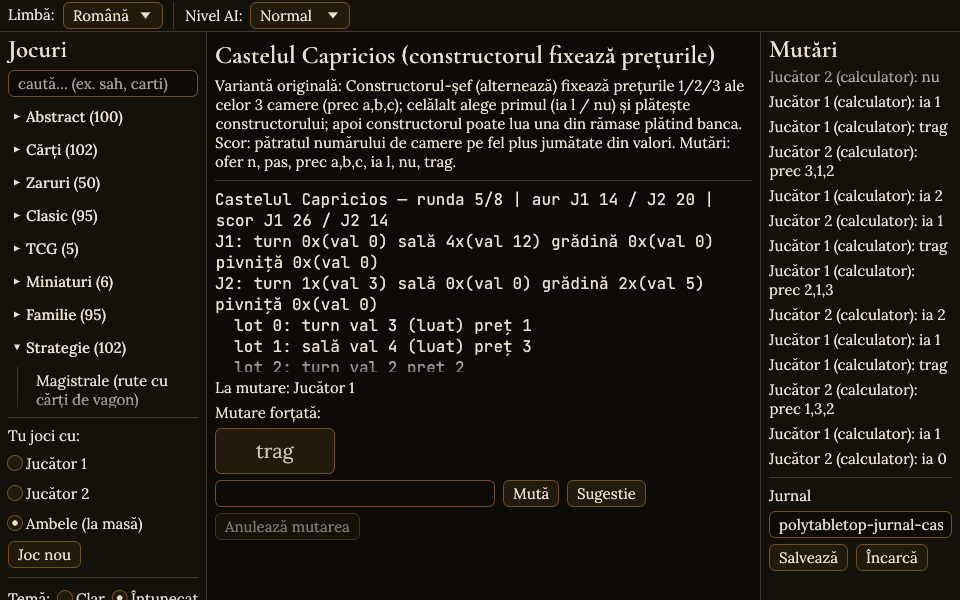 Limbă: Română ▼ Nivel AI: Normal ▼
Jocuri
caută... (ex. sah, carti)
▸ Abstract (100)
▸ Cărți (102)
▸ Zaruri (50)
▸ Clasic (95)
▸ TCG (5)
▸ Miniaturi (6)
▸ Familie (95)
▾ Strategie (102)
Magistrale (rute cu
cărți de vagon)
Tu joci cu:
Jucător 1
Jucător 2
Ambele (la masă)
Joc nou
Temă: Clar Întunecat
Castelul Capricios (constructorul fixează prețurile)
Variantă originală: Constructorul-șef (alternează) fixează prețurile 1/2/3 ale
celor 3 camere (prec a,b,c); celălalt alege primul (ia l / nu) și plătește
constructorului; apoi constructorul poate lua una din rămase plătind banca.
Scor: pătratul numărului de camere pe fel plus jumătate din valori. Mutări:
ofer n, pas, prec a,b,c, ia l, nu, trag.
Castelul Capricios — runda 5/8 | aur J1 14 / J2 20 |
scor J1 26 / J2 14
J1: turn 0x(val 0) sală 4x(val 12) grădină 0x(val 0)
pivniță 0x(val 0)
J2: turn 1x(val 3) sală 0x(val 0) grădină 2x(val 5)
pivniță 0x(val 0)
lot 0: turn val 3 (luat) preț 1
lot 1: sală val 4 (luat) preț 3
lot 2: turn val 2 preț 2
La mutare: Jucător 1
Mutare forțată:
trag
Mută Sugestie
Anulează mutarea
Mutări
Jucător 2 (calculator): nu
Jucător 1 (calculator): ia 1
Jucător 1 (calculator): trag
Jucător 2 (calculator):
prec 3,1,2
Jucător 1 (calculator): ia 2
Jucător 2 (calculator): ia 1
Jucător 1 (calculator): trag
Jucător 1 (calculator):
prec 2,1,3
Jucător 2 (calculator): ia 2
Jucător 1 (calculator): ia 1
Jucător 1 (calculator): trag
Jucător 2 (calculator):
prec 1,3,2
Jucător 1 (calculator): ia 1
Jucător 2 (calculator): ia 0
Jurnal
polytabletop-jurnal-cas
Salvează Încarcă